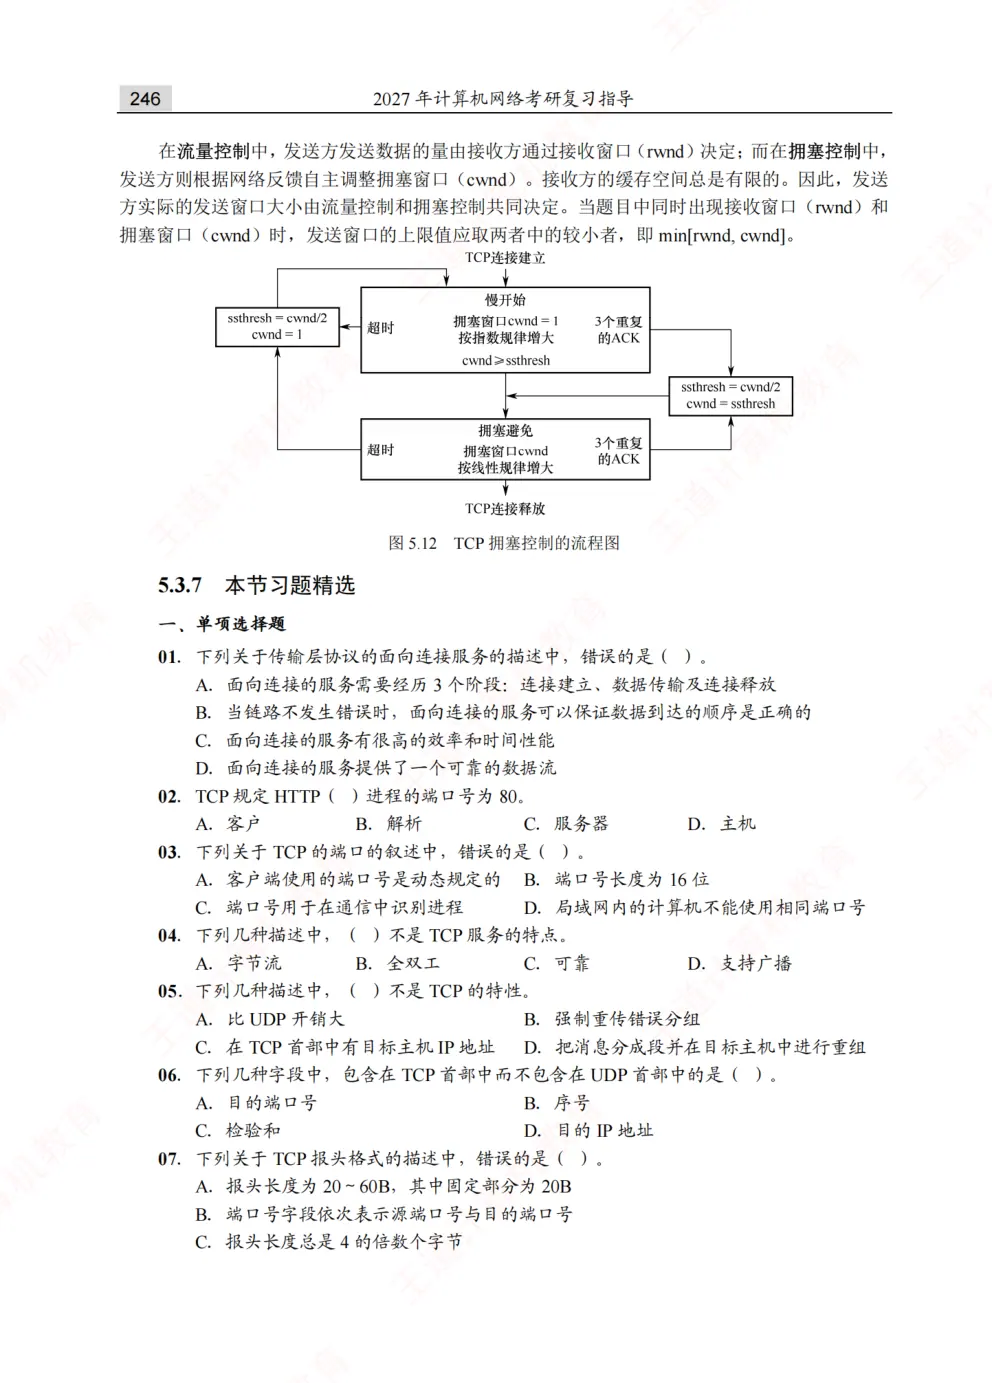 246
2027 年计算机网络考研复习指导
在流量控制中，发送方发送数据的量由接收方通过接收窗口（rwnd）决定；而在拥塞控制中，
发送方则根据网络反馈自主调整拥塞窗口（cwnd）。接收方的缓存空间总是有限的。因此，发送
方实际的发送窗口大小由流量控制和拥塞控制共同决定。当题目中同时出现接收窗口（rwnd）和
拥塞窗口（cwnd）时，发送窗口的上限值应取两者中的较小者，即 min[rwnd, cwnd]。
TCP连接建立
慢开始
ssthresh = cwnd/2
cwnd = 1
超时
拥塞窗口cwnd = 1
按指数规律增大
3个重复
的ACK
cwnd⩾ssthresh
ssthresh = cwnd/2
cwnd = ssthresh
拥塞避免
超时
拥塞窗口cwnd
按线性规律增大
3个重复
的ACK
TCP连接释放
图 5.12 TCP 拥塞控制的流程图
5.3.7 本节习题精选
一、单项选择题
01. 下列关于传输层协议的面向连接服务的描述中，错误的是（ ）。
A. 面向连接的服务需要经历 3 个阶段：连接建立、数据传输及连接释放
B. 当链路不发生错误时，面向连接的服务可以保证数据到达的顺序是正确的
C. 面向连接的服务有很高的效率和时间性能
D. 面向连接的服务提供了一个可靠的数据流
02. TCP 规定 HTTP（ ）进程的端口号为 80。
A. 客户 B. 解析 C. 服务器 D. 主机
03. 下列关于 TCP 的端口的叙述中，错误的是（ ）。
A. 客户端使用的端口号是动态规定的 B. 端口号长度为 16 位
C. 端口号用于在通信中识别进程 D. 局域网内的计算机不能使用相同端口号
04. 下列几种描述中，（ ）不是 TCP 服务的特点。
A. 字节流 B. 全双工 C. 可靠 D. 支持广播
05. 下列几种描述中，（ ）不是 TCP 的特性。
A. 比 UDP 开销大 B. 强制重传错误分组
C. 在 TCP 首部中有目标主机 IP 地址 D. 把消息分成段并在目标主机中进行重组
06. 下列几种字段中，包含在 TCP 首部中而不包含在 UDP 首部中的是（ ）。
A. 目的端口号 B. 序号
C. 检验和 D. 目的 IP 地址
07. 下列关于 TCP 报头格式的描述中，错误的是（ ）。
A. 报头长度为 20～60B，其中固定部分为 20B
B. 端口号字段依次表示源端口号与目的端口号
C. 报头长度总是 4 的倍数个字节